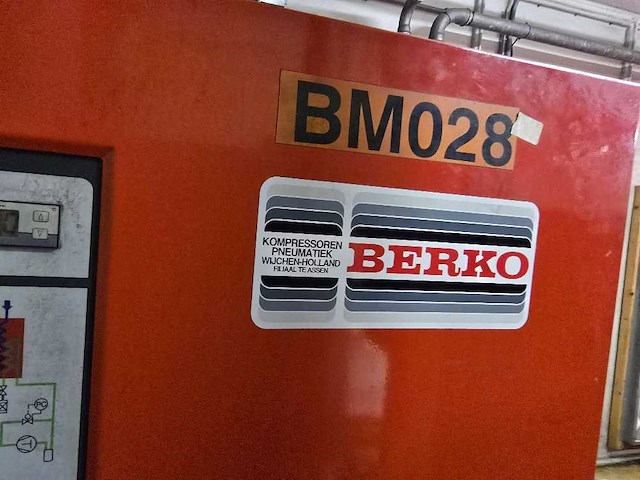 BM028
KOMPRESSOREN
PNEUMATIEK
WIJCHEN-HOLLAND
FILIAAL TE ASSEN
BERKO